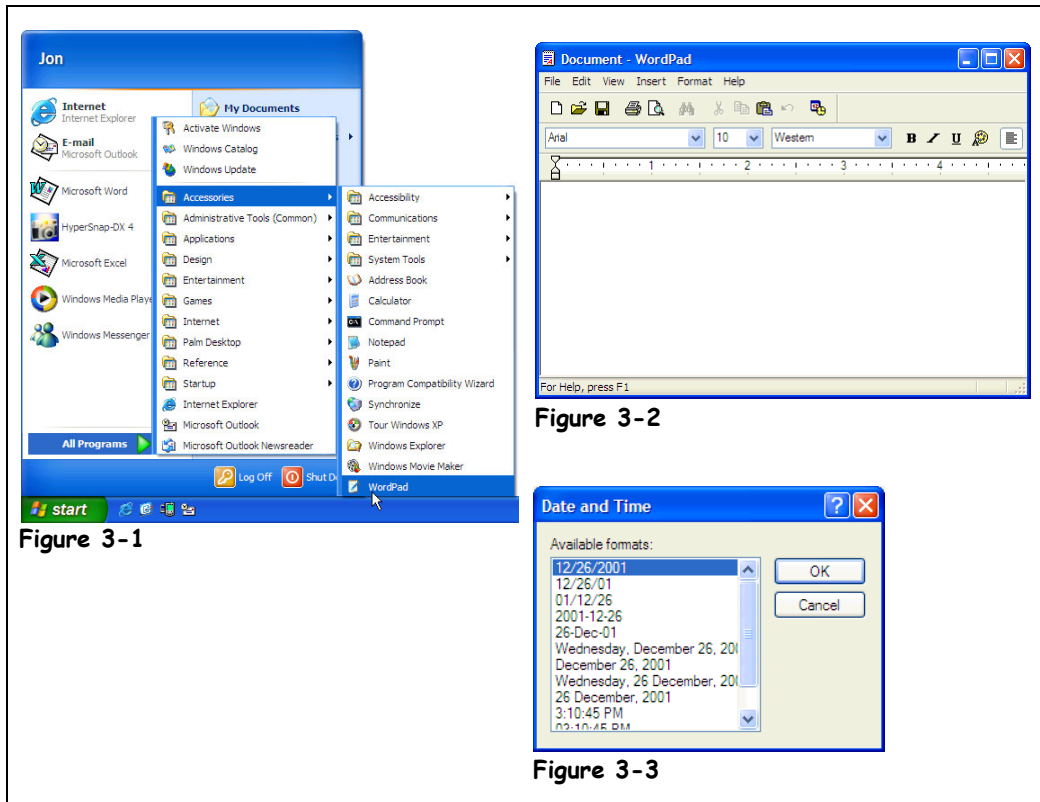 Jon
Internet
Internet Explorer
E-mail
Microsoft Outlook
Microsoft Word
HyperSnap-DX 4
Microsoft Excel
Windows Media Playe
Windows Messenger
All Programs
My Documents
Activate Windows
Windows Catalog
Windows Update
Accessories
Administrative Tools (Common)
Applications
Design
Entertainment
Games
Internet
Palm Desktop
Reference
Startup
Internet Explorer
Microsoft Outlook
Microsoft Outlook Newsreader
Accessibility
Communications
Entertainment
System Tools
Address Book
Calculator
Command Prompt
Notepad
Paint
Program Compatibility Wizard
Synchronize
Tour Windows XP
Windows Explorer
Windows Movie Maker
WordPad
Log Off
Shut D
start
Figure 3-1
Document - WordPad
File Edit View Insert Format Help
Arial 10 Western B I U
1 2 3 4
For Help, press F1
Figure 3-2
Date and Time
Available formats:
12/26/2001
12/26/01
01/12/26
2001-12-26
26-Dec-01
Wednesday, December 26, 200
December 26, 2001
Wednesday, 26 December, 200
26 December, 2001
3:10:45 PM
03:10:45 PM
OK
Cancel
Figure 3-3